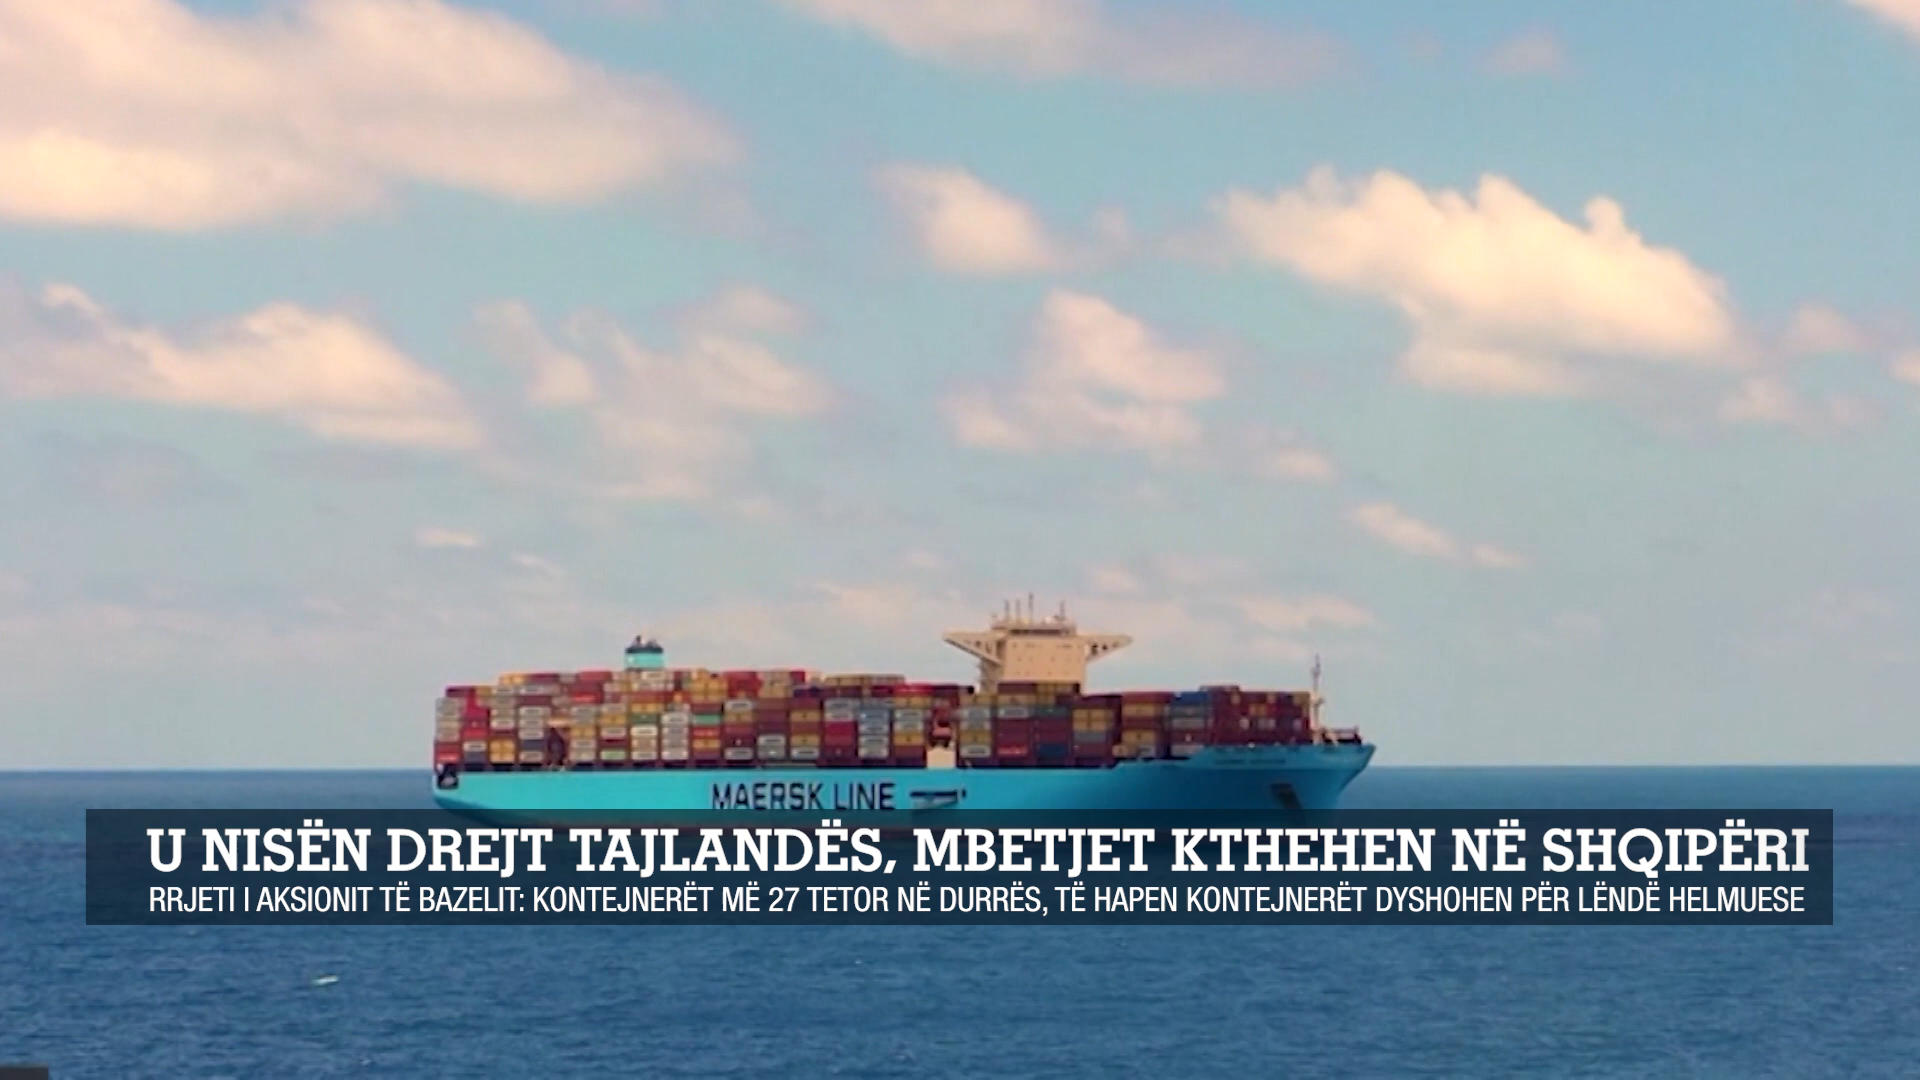 MAERSK LINE
U NISËN DREJT TAJLANDËS, MBETJET KTHEHEN NË SHQIPËRI
RRJETI I AKSIONIT TË BAZELIT: KONTEJNERËT MË 27 TETOR NË DURRËS, TË HAPEN KONTEJNERËT DYSHOHEN PËR LËNDË HELMUESE